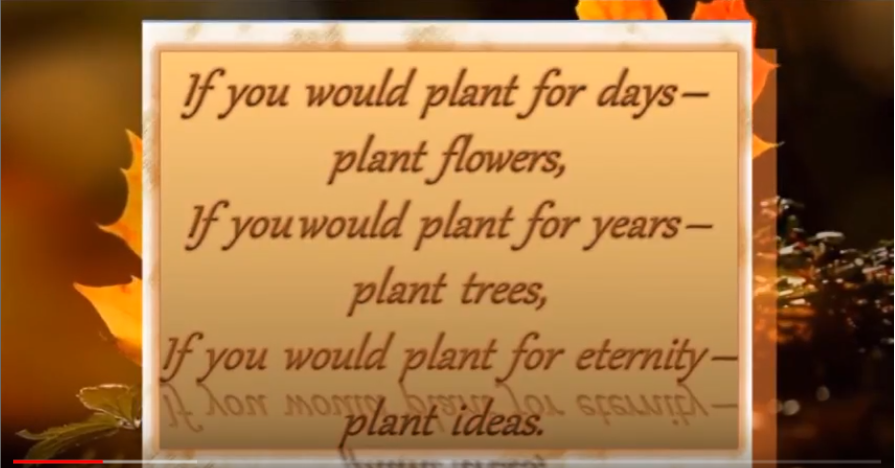 If you would plant for days–
plant flowers,
If you would plant for years–
plant trees,
If you would plant for eternity–
plant ideas.